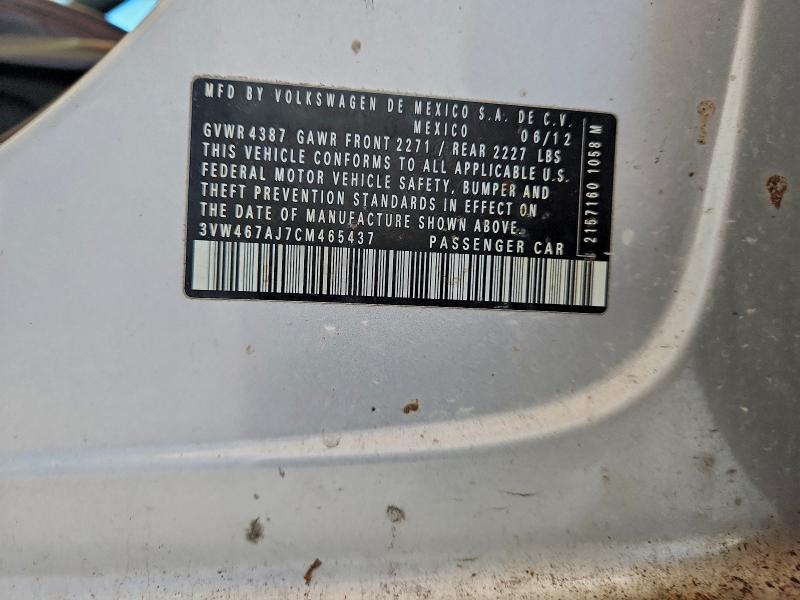 MFD BY VOLKSWAGEN DE MEXICO S.A. DE C.V.
MEXICO 06/12
GVWR 4387 GAWR FRONT 2271 / REAR 2227 LBS
THIS VEHICLE CONFORMS TO ALL APPLICABLE U.S.
FEDERAL MOTOR VEHICLE SAFETY, BUMPER AND
THEFT PREVENTION STANDARDS IN EFFECT ON
THE DATE OF MANUFACTURE SHOWN ABOVE.
3VW467AJ7CM465437 PASSENGER CAR
2167160 1058 M